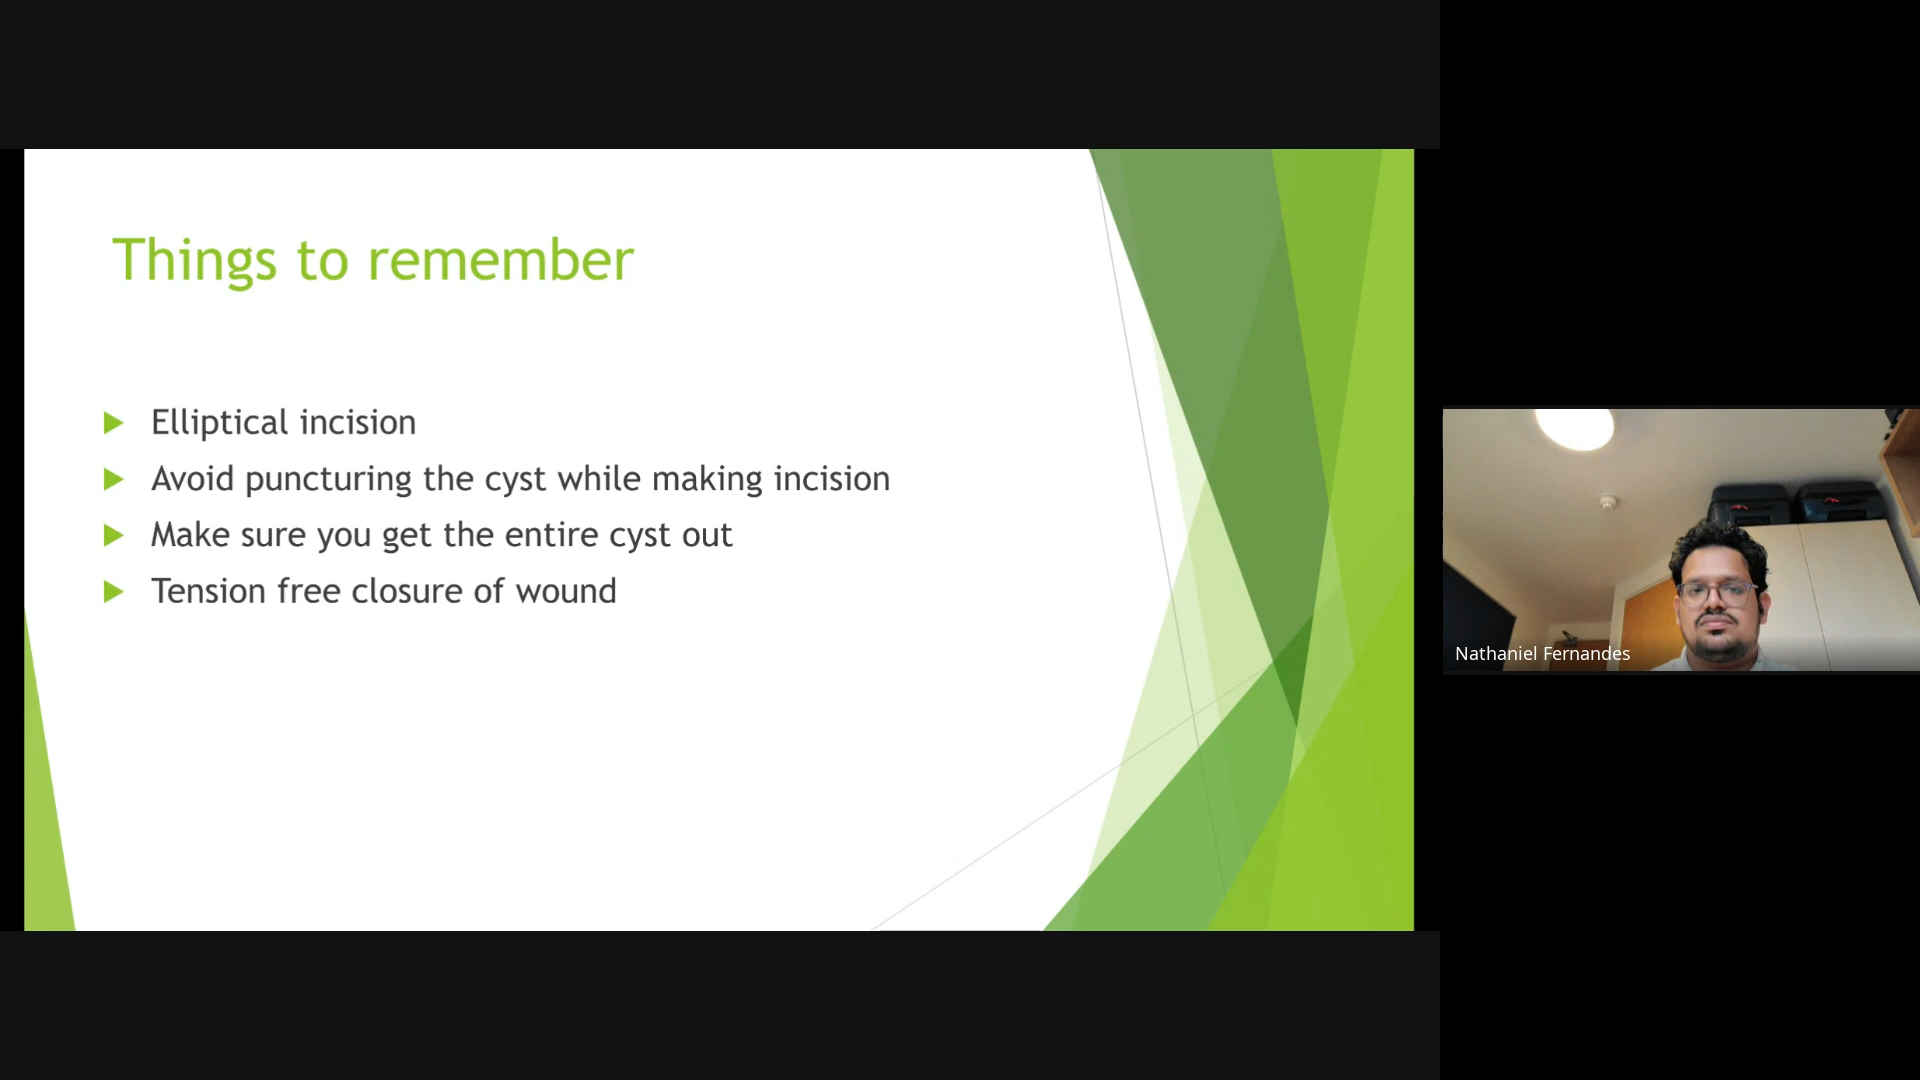 Things to remember
Elliptical incision
Avoid puncturing the cyst while making incision
Make sure you get the entire cyst out
Tension free closure of wound
Nathaniel Fernandes